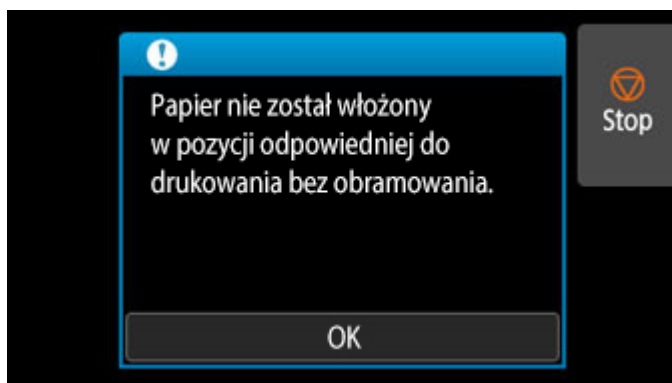 Papier nie został włożony
w pozycji odpowiedniej do
drukowania bez obramowania.
Stop
OK